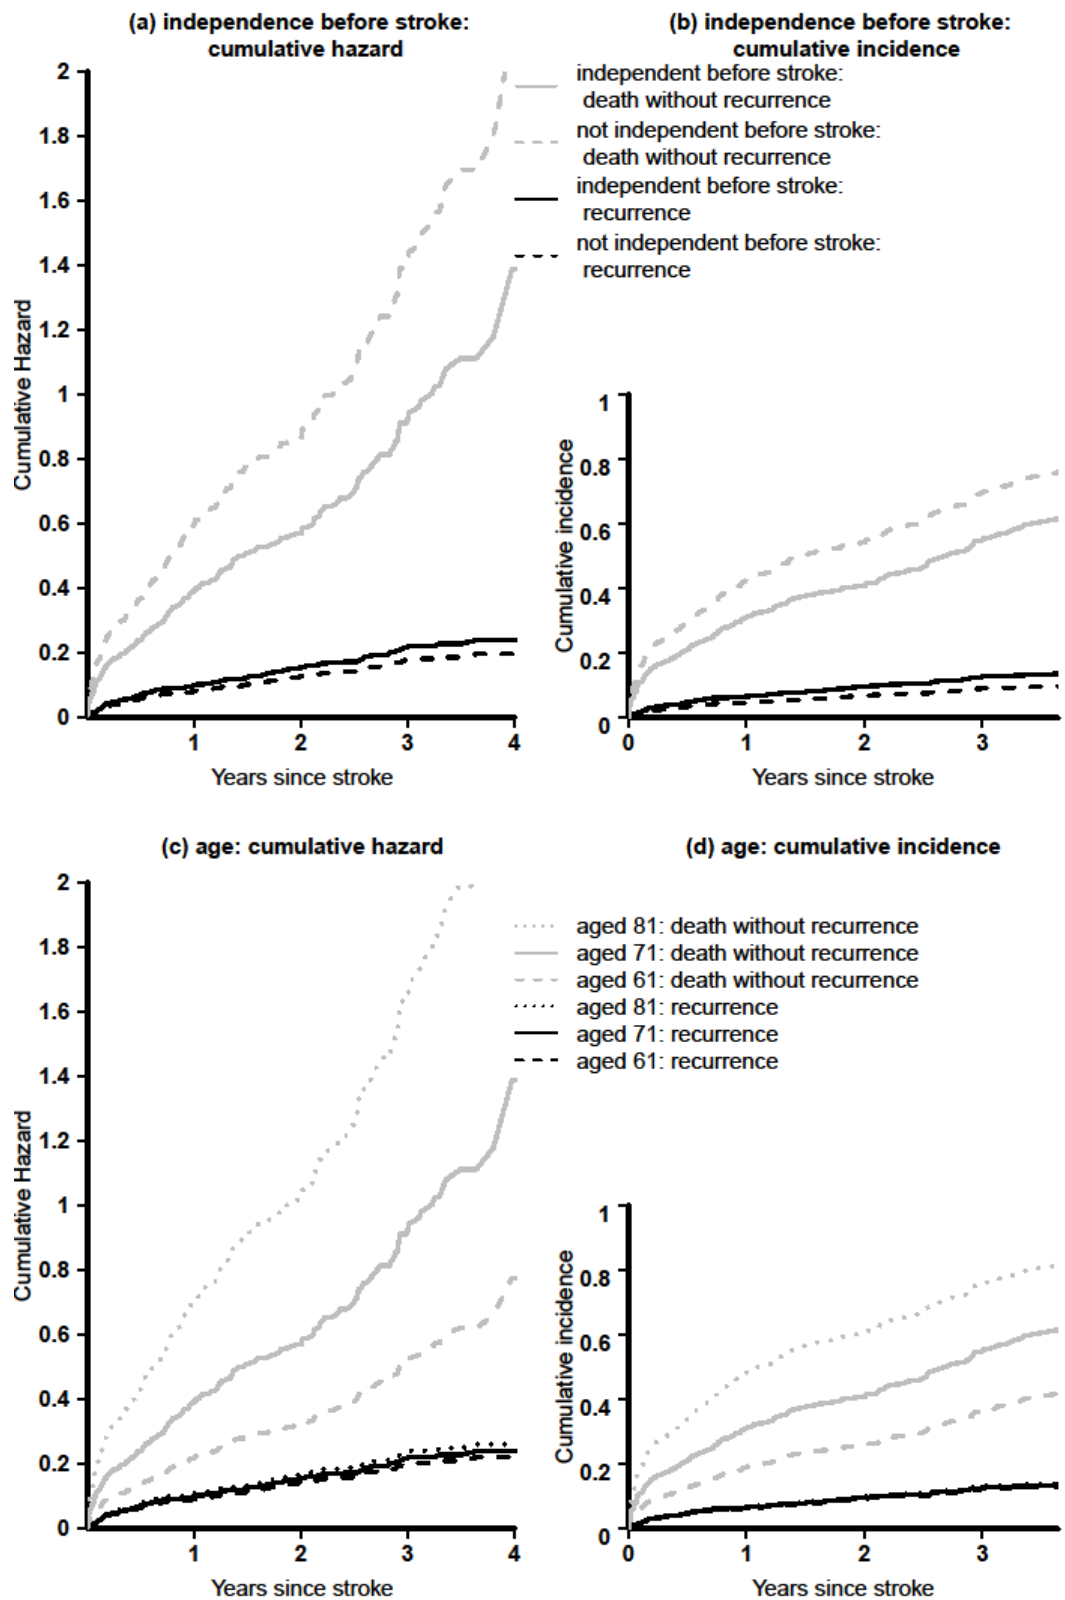 (a) independence before stroke:
cumulative hazard
(b) independence before stroke:
cumulative incidence
2
1.8
1.6
1.4
1.2
1
0.8
0.6
0.4
0.2
0
Cumulative Hazard
1
2
3
4
Years since stroke
independent before stroke:
death without recurrence
not independent before stroke:
death without recurrence
independent before stroke:
recurrence
not independent before stroke:
recurrence
1
0.8
0.6
0.4
0.2
0
Cumulative incidence
0
1
2
3
Years since stroke
(c) age: cumulative hazard
(d) age: cumulative incidence
2
1.8
1.6
1.4
1.2
1
0.8
0.6
0.4
0.2
0
Cumulative Hazard
1
2
3
4
Years since stroke
aged 81: death without recurrence
aged 71: death without recurrence
aged 61: death without recurrence
aged 81: recurrence
aged 71: recurrence
aged 61: recurrence
1
0.8
0.6
0.4
0.2
0
Cumulative incidence
0
1
2
3
Years since stroke